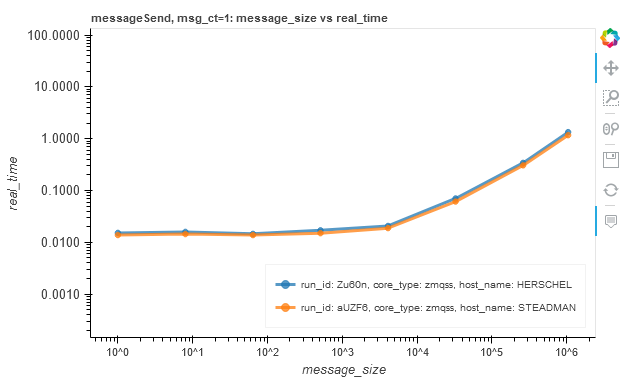 messageSend, msg_ct=1: message_size vs real_time
100.0000
10.0000
1.0000
0.1000
0.0100
0.0010
real_time
run_id: Zu60n, core_type: zmqss, host_name: HERSCHEL
run_id: aUZF6, core_type: zmqss, host_name: STEADMAN
10^0 10^1 10^2 10^3 10^4 10^5 10^6
message_size